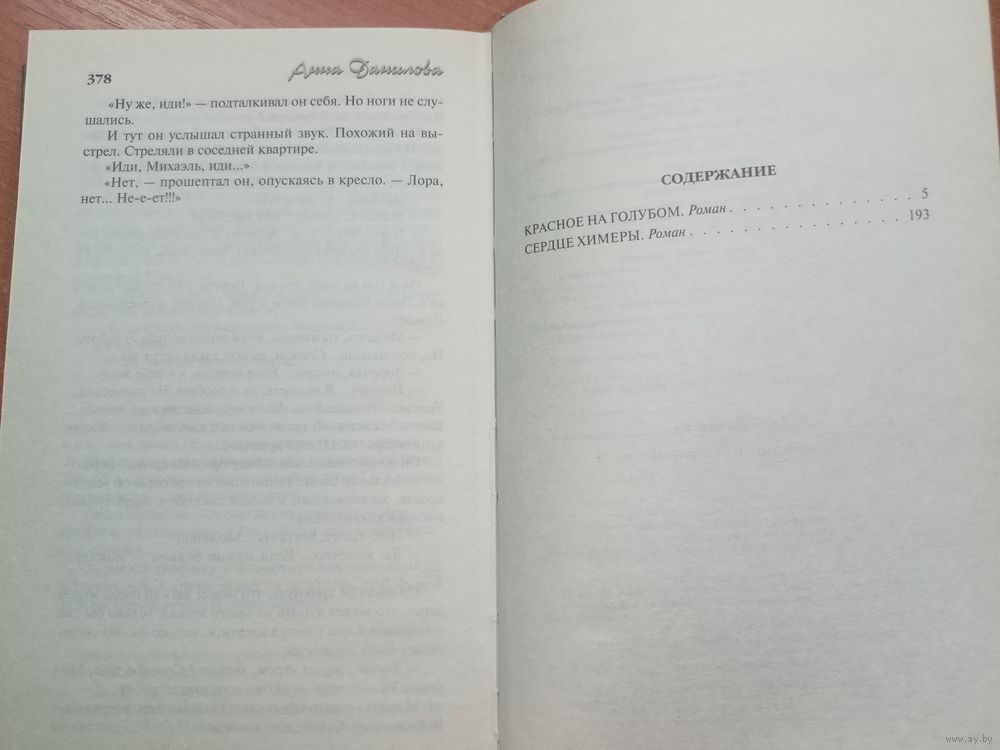 378
Анна Данилова
«Ну же, иди!» — подталкивал он себя. Но ноги не слу-
шались.
И тут он услышал странный звук. Похожий на вы-
стрел. Стреляли в соседней квартире.
«Иди, Михаэль, иди...»
«Нет, — прошептал он, опускаясь в кресло. — Лора,
нет... Не-е-ет!!!»
СОДЕРЖАНИЕ
КРАСНОЕ НА ГОЛУБОМ. Роман . . . . . . . . . . . . . . 5
СЕРДЦЕ ХИМЕРЫ. Роман . . . . . . . . . . . . . . . . 193
www.ay.by